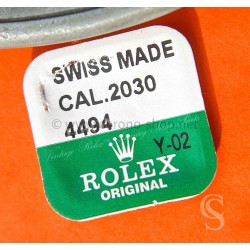 SWISS MADE
CAL.2030
4494
Y-02
ROLEX
ORIGINAL